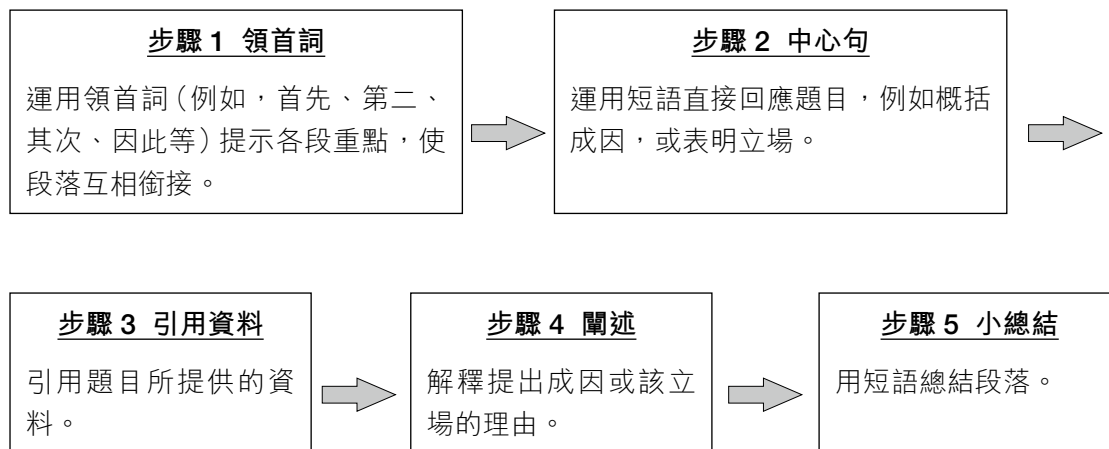 步驟 1 領首詞
運用領首詞(例如，首先、第二、
其次、因此等)提示各段重點，使
段落互相銜接。
步驟 2 中心句
運用短語直接回應題目，例如概括
成因，或表明立場。
步驟 3 引用資料
引用題目所提供的資
料。
步驟 4 闡述
解釋提出成因或該立
場的理由。
步驟 5 小總結
用短語總結段落。